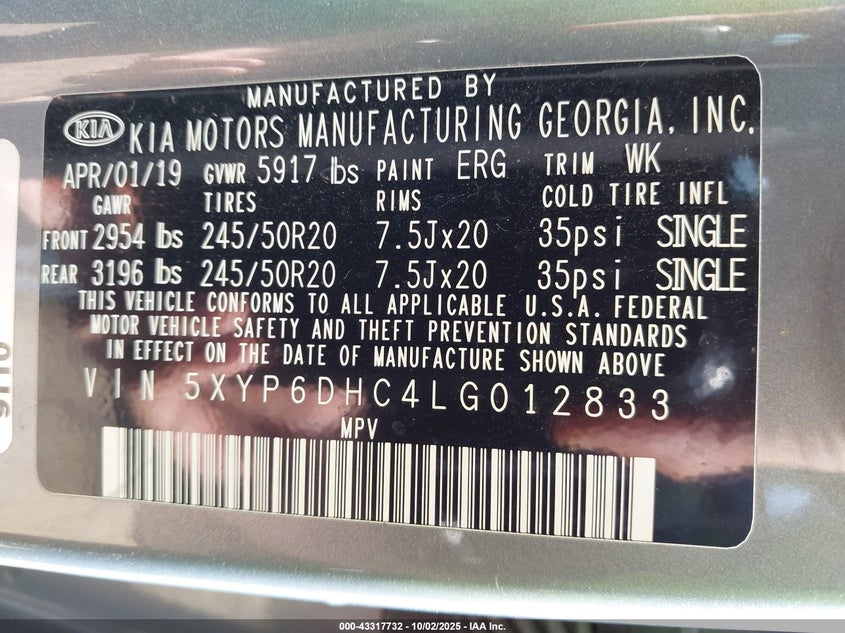 MANUFACTURED BY
KIA KIA MOTORS MANUFACTURING GEORGIA, INC.
APR/01/19 GVWR 5917 lbs PAINT ERG TRIM WK
GAWR TIRES RIMS COLD TIRE INFL
FRONT 2954 lbs 245/50R20 7.5Jx20 35psi SINGLE
REAR 3196 lbs 245/50R20 7.5Jx20 35psi SINGLE
THIS VEHICLE CONFORMS TO ALL APPLICABLE U.S.A. FEDERAL
MOTOR VEHICLE SAFETY AND THEFT PREVENTION STANDARDS
IN EFFECT ON THE DATE OF MANUFACTURE SHOWN ABOVE
VIN 5XYP6DHC4LG012833
MPV
000-43317732 - 10/02/2025 - IAA Inc.